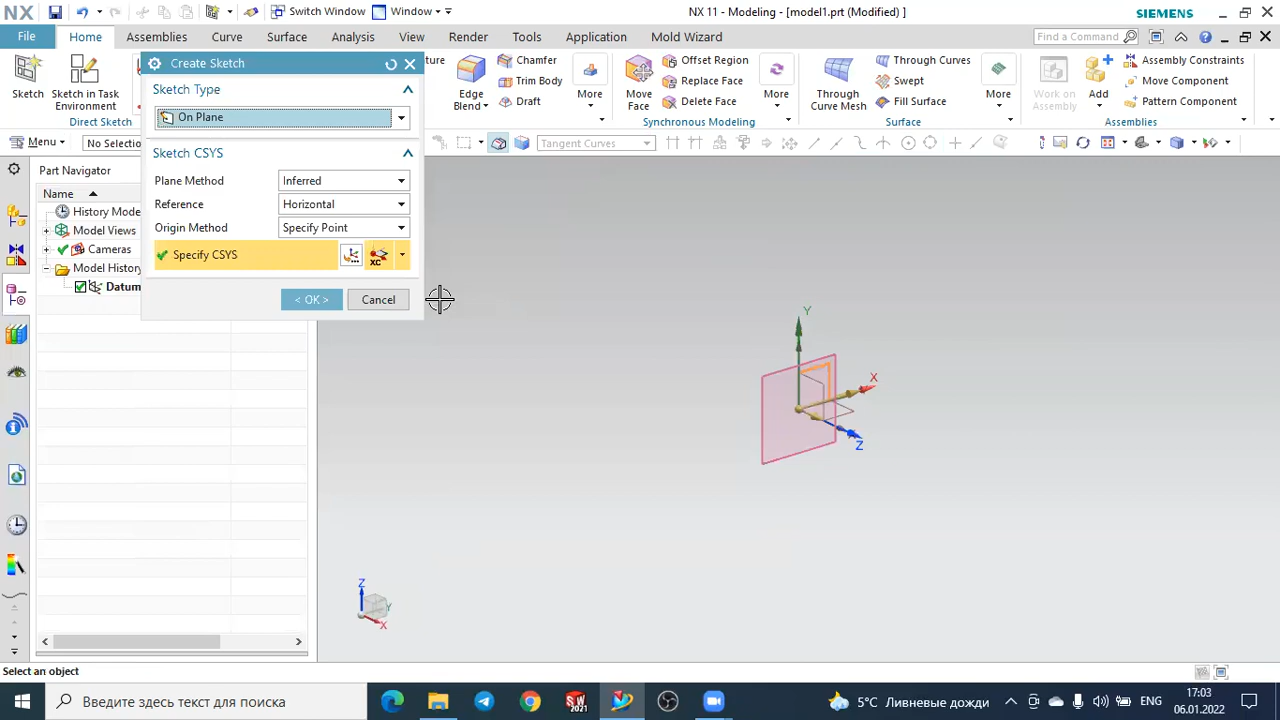 NX Switch Window Window NX 11 - Modeling - [model1.prt (Modified) ] SIEMENS
File Home Assemblies Curve Surface Analysis View Render Tools Application Mold Wizard Find a Command
Create Sketch
Sketch Type
On Plane
Sketch CSYS
Plane Method Inferred
Reference Horizontal
Origin Method Specify Point
Specify CSYS
< OK > Cancel
Sketch
Sketch in Task
Environment
Direct Sketch
Edge
Blend
Chamfer
Trim Body
Draft
More
Move
Face
Offset Region
Replace Face
Delete Face
More
Synchronous Modeling
Through
Curve Mesh
Through Curves
Swept
Fill Surface
More
Surface
Work on
Assembly
Add
Assembly Constraints
Move Component
Pattern Component
Assemblies
Menu No Selectio Tangent Curves
Part Navigator
Name
History Mode
Model Views
Cameras
Model History
Datum
Y
X
Z
XC
Z
Y
X
Select an object
Введите здесь текст для поиска
SW
2021
5°C Ливневые дожди
ENG
17:03
06.01.2022